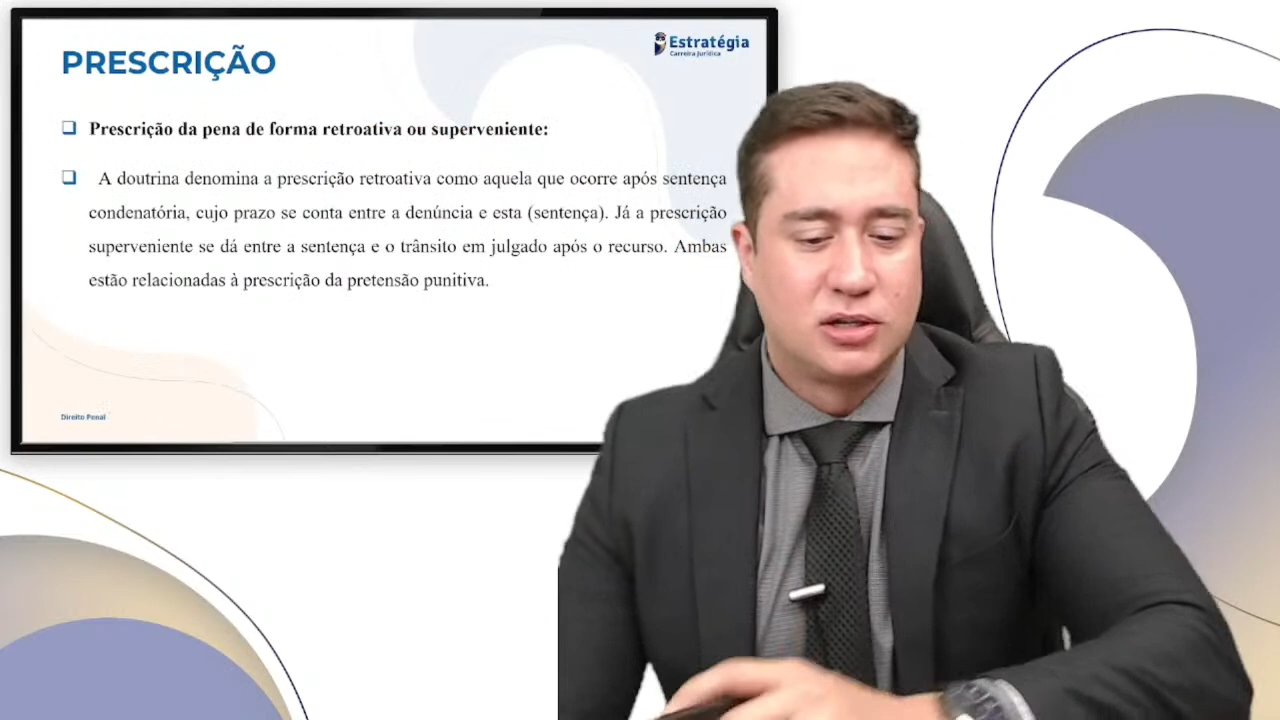 Estratégia
Carreira Jurídica
PRESCRIÇÃO
Prescrição da pena de forma retroativa ou superveniente:
A doutrina denomina a prescrição retroativa como aquela que ocorre após sentença
condenatória, cujo prazo se conta entre a denúncia e esta (sentença). Já a prescrição
superveniente se dá entre a sentença e o trânsito em julgado após o recurso. Ambas
estão relacionadas à prescrição da pretensão punitiva.
Direito Penal